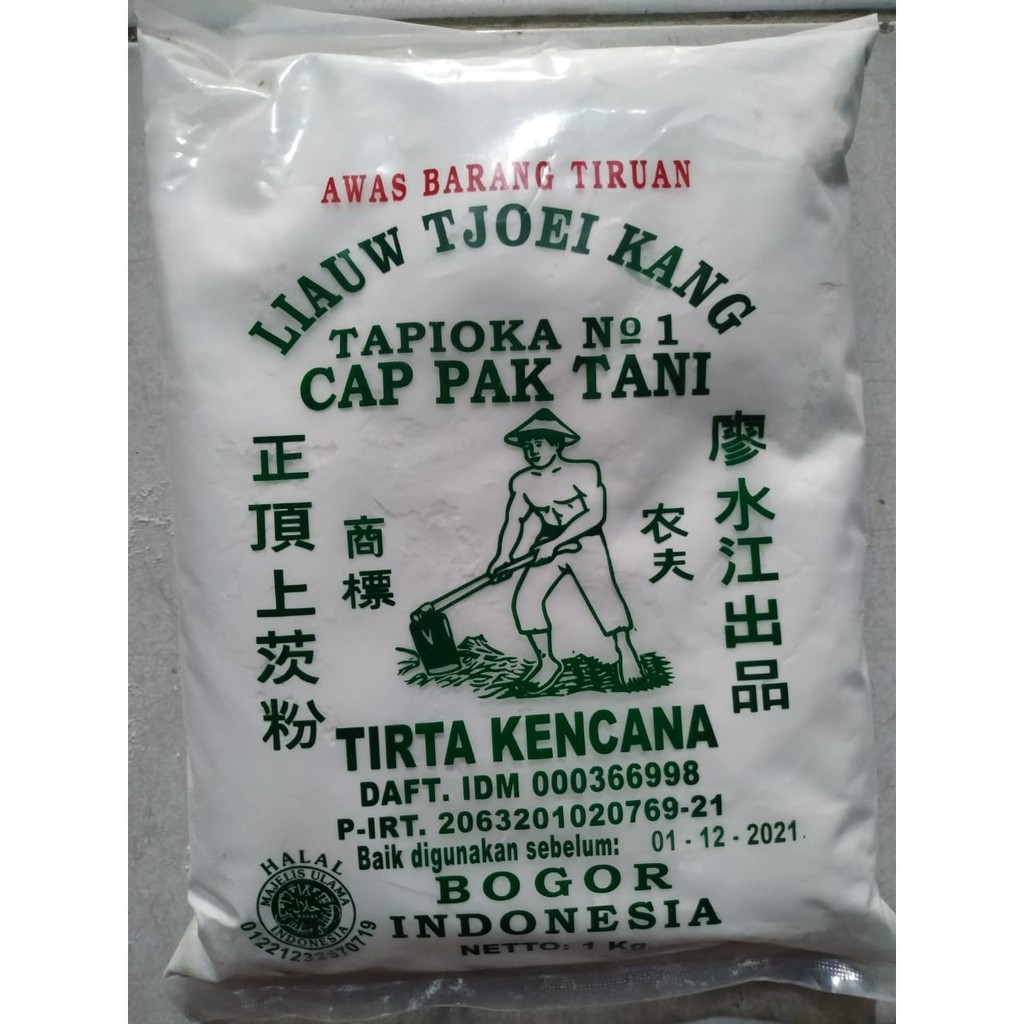 AWAS BARANG TIRUAN
LIAUW TJOEI KANG
TAPIOKA No 1
CAP PAK TANI
正頂上茨粉
商標
农夫
廖水江出品
TIRTA KENCANA
DAFT. IDM 000366998
P-IRT. 2063201020769-21
Baik digunakan sebelum: 01 - 12 - 2021
HALAL
MAJELIS ULAMA
INDONESIA
BOGOR
INDONESIA
NETTO: 1 Kg.